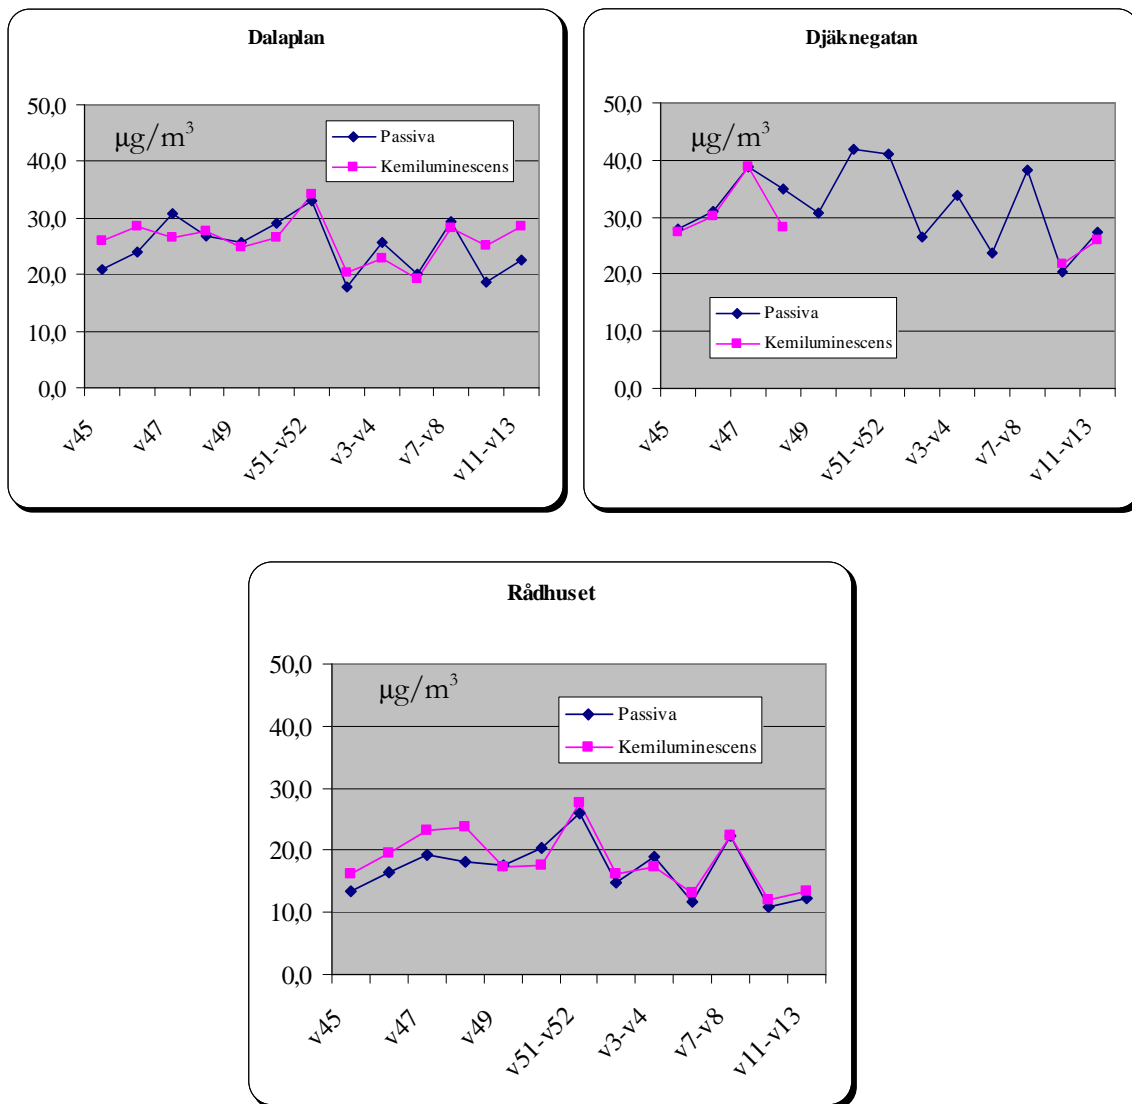 Dalaplan
50,0
40,0
30,0
20,0
10,0
0,0
µg/m³
Passiva
Kemiluminescens
v45
v47
v49
v51-v52
v3-v4
v7-v8
v11-v13
Djäknegatan
50,0
40,0
30,0
20,0
10,0
0,0
µg/m³
Passiva
Kemiluminescens
v45
v47
v49
v51-v52
v3-v4
v7-v8
v11-v13
Rådhuset
50,0
40,0
30,0
20,0
10,0
0,0
µg/m³
Passiva
Kemiluminescens
v45
v47
v49
v51-v52
v3-v4
v7-v8
v11-v13